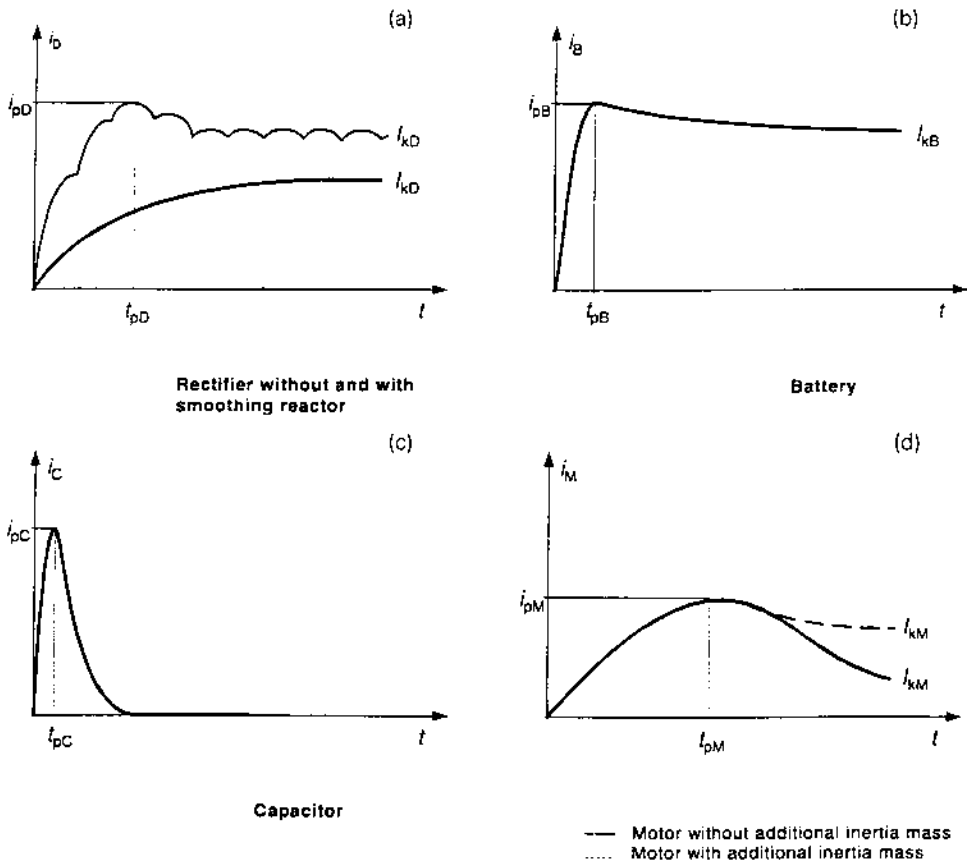 (a)
i_D
i_pD
I_kD
I_kD
t_pD
t
Rectifier without and with
smoothing reactor
(b)
i_B
i_pB
I_kB
t_pB
t
Battery
(c)
i_C
i_pC
t_pC
t
Capacitor
(d)
i_M
i_pM
I_kM
I_kM
t_pM
t
Motor without additional inertia mass
Motor with additional inertia mass